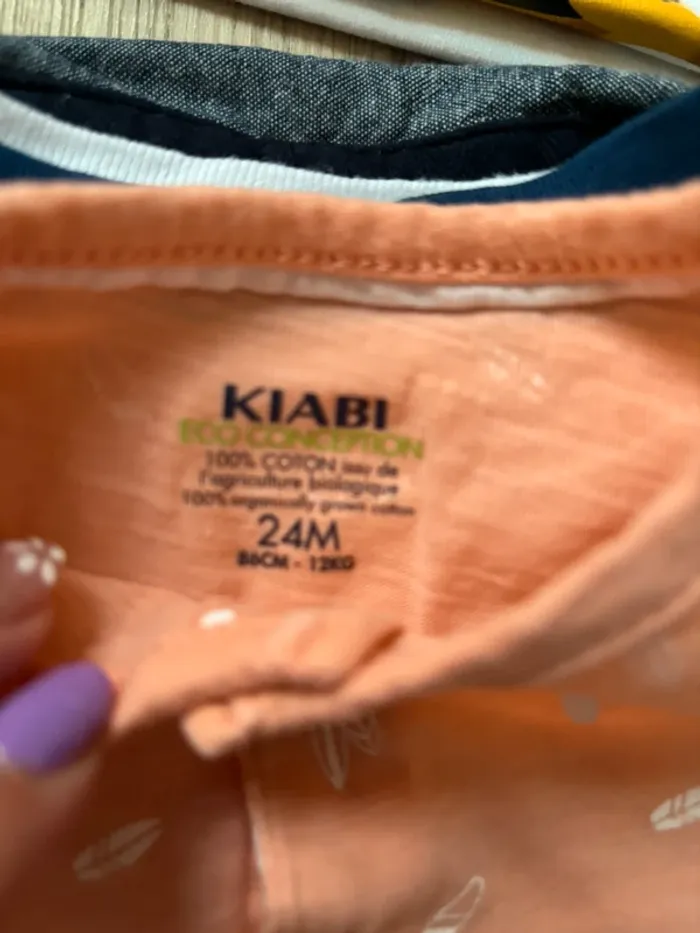 KIABI
ECO CONCEPTION
100% COTON issu de
l'agriculture biologique
100% organically grown cotton
24M
86CM - 12KG